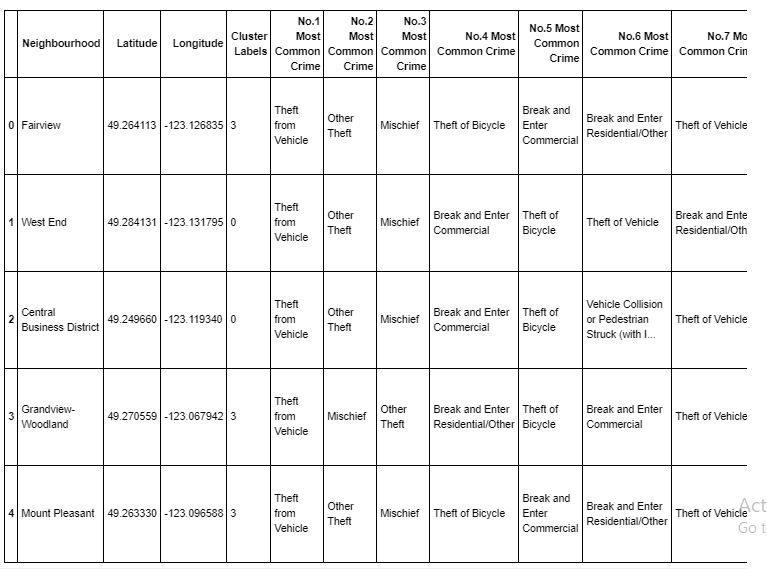 Neighbourhood Latitude Longitude Cluster Labels No.1 Most Common Crime No.2 Most Common Crime No.3 Most Common Crime No.4 Most Common Crime No.5 Most Common Crime No.6 Most Common Crime No.7 Mo Common Crin
0 Fairview 49.264113 -123.126835 3 Theft from Vehicle Other Theft Mischief Theft of Bicycle Break and Enter Commercial Break and Enter Residential/Other Theft of Vehicle
1 West End 49.284131 -123.131795 0 Theft from Vehicle Other Theft Mischief Break and Enter Commercial Theft of Bicycle Theft of Vehicle Break and Ente Residential/Oth
2 Central Business District 49.249660 -123.119340 0 Theft from Vehicle Other Theft Mischief Break and Enter Commercial Theft of Bicycle Vehicle Collision or Pedestrian Struck (with I... Theft of Vehicle
3 Grandview-Woodland 49.270559 -123.067942 3 Theft from Vehicle Mischief Other Theft Break and Enter Residential/Other Theft of Bicycle Break and Enter Commercial Theft of Vehicle
4 Mount Pleasant 49.263330 -123.096588 3 Theft from Vehicle Other Theft Mischief Theft of Bicycle Break and Enter Commercial Break and Enter Residential/Other Theft of Vehicle
Act
Go t